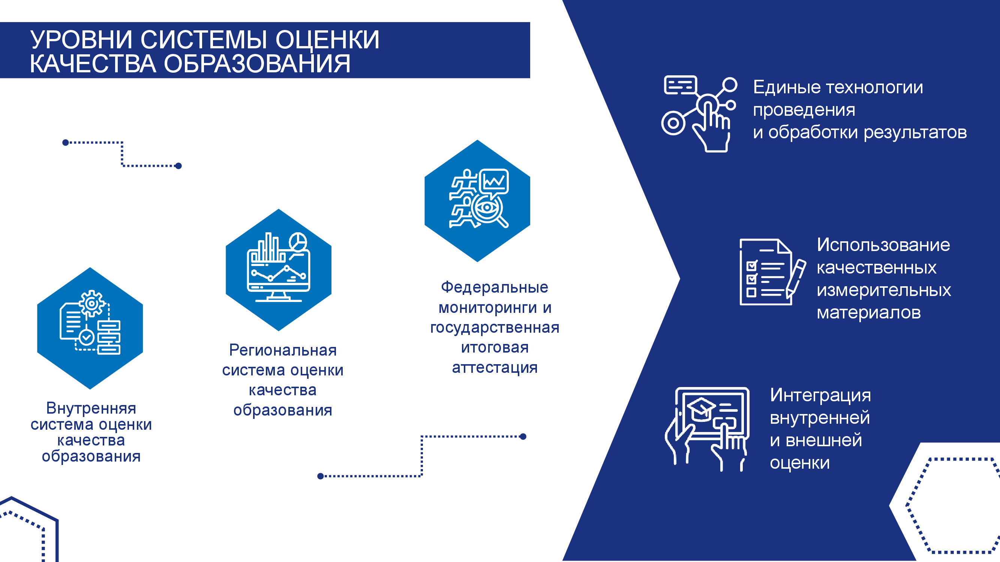 УРОВНИ СИСТЕМЫ ОЦЕНКИ
КАЧЕСТВА ОБРАЗОВАНИЯ
Внутренняя
система оценки
качества
образования
Региональная
система оценки
качества
образования
Федеральные
мониторинги и
государственная
итоговая
аттестация
Единые технологии
проведения
и обработки результатов
Использование
качественных
измерительных
материалов
Интеграция
внутренней
и внешней
оценки